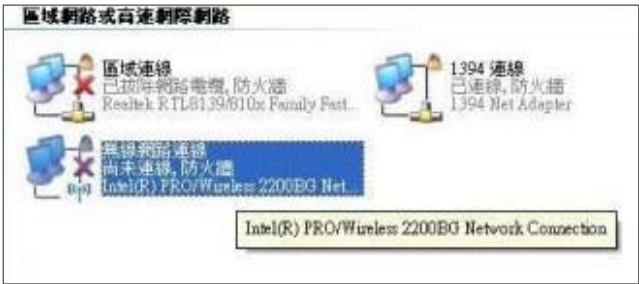 區域網路或高速網際網路
區域連線
已拔除網路電纜, 防火牆
Realtek RTL8139/810x Family Fast...
1394 連線
已連線, 防火牆
1394 Net Adapter
無線網路連線
尚未連線, 防火牆
Intel(R) PRO/Wireless 2200BG Net...
Intel(R) PRO/Wireless 2200BG Network Connection